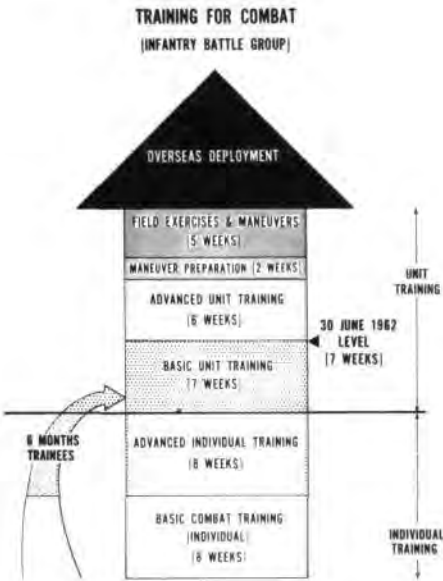 TRAINING FOR COMBAT
(INFANTRY BATTLE GROUP)
OVERSEAS DEPLOYMENT
FIELD EXERCISES & MANEUVERS
(5 WEEKS)
MANEUVER PREPARATION (2 WEEKS)
ADVANCED UNIT TRAINING
(6 WEEKS)
UNIT
TRAINING
30 JUNE 1962
LEVEL
(7 WEEKS)
BASIC UNIT TRAINING
(7 WEEKS)
6 MONTHS
TRAINEES
ADVANCED INDIVIDUAL TRAINING
(8 WEEKS)
BASIC COMBAT TRAINING
(INDIVIDUAL)
(8 WEEKS)
INDIVIDUAL
TRAINING